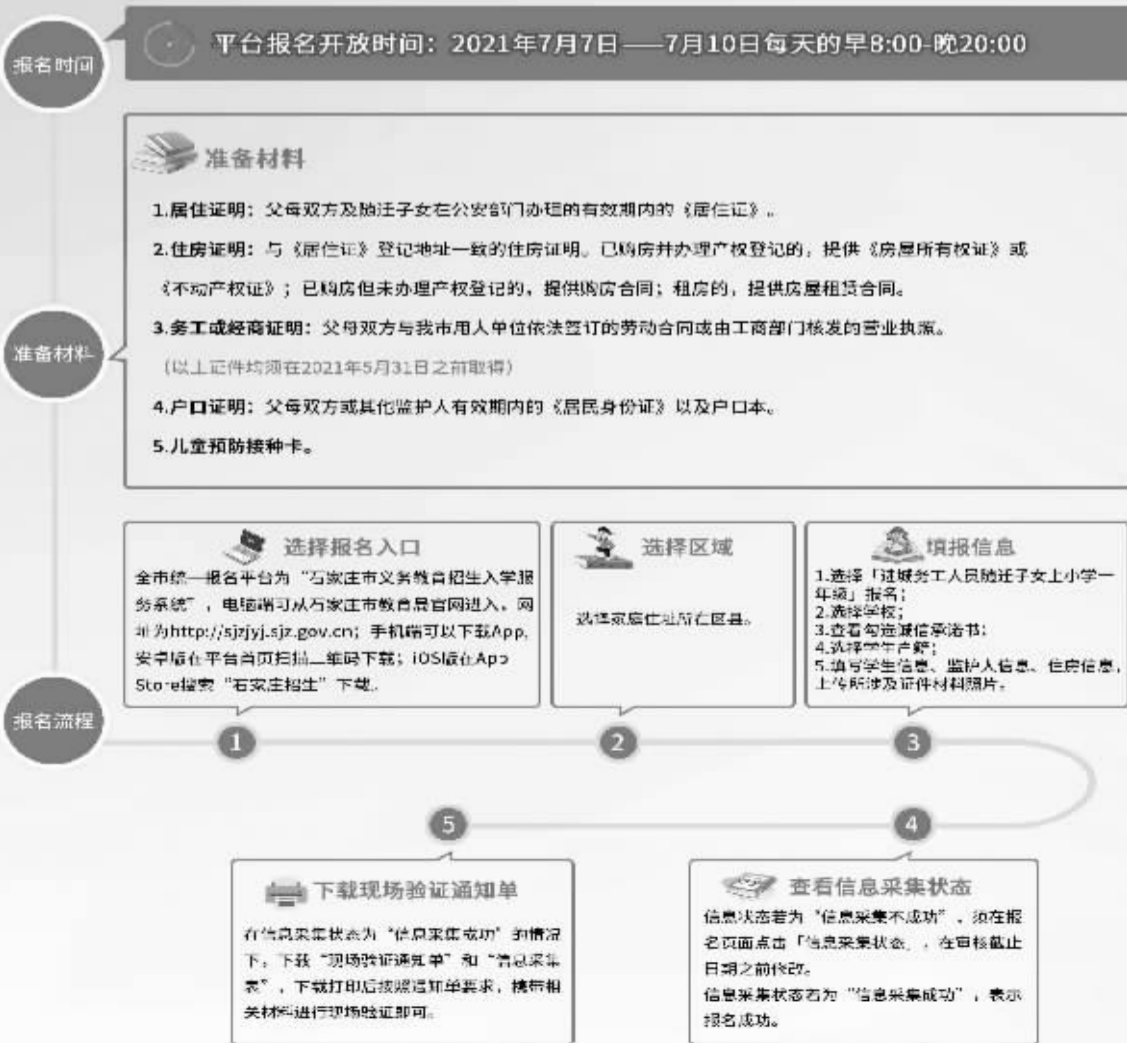 报名时间
平台报名开放时间：2021年7月7日——7月10日每天的早8:00-晚20:00
准备材料
准备材料
1.居住证明：父母双方及随迁子女在公安部门办理的有效期内的《居住证》。
2.住房证明：与《居住证》登记地址一致的住房证明。已购房并办理产权登记的，提供《房屋所有权证》或
《不动产权证》；已购房但未办理产权登记的，提供购房合同；租房的，提供房屋租赁合同。
3.务工或经商证明：父母双方与我市用人单位依法签订的劳动合同或由工商部门核发的营业执照。
（以上证件均须在2021年5月31日之前取得）
4.户口证明：父母双方或其他监护人有效期内的《居民身份证》以及户口本。
5.儿童预防接种卡。
报名流程
选择报名入口
全市统一报名平台为“石家庄市义务教育招生入学服
务系统”，电脑端可从石家庄市教育局官网进入，网
址为http://sjzjyj.sjz.gov.cn；手机端可以下载App,
安卓版在平台首页扫描二维码下载；iOS版在App
Store搜索“石家庄招生”下载。
1
选择区域
选择家庭住址所在区县。
2
填报信息
1.选择「进城务工人员随迁子女上小学一
年级」报名；
2.选择学校；
3.查看勾选诚信承诺书；
4.选择学生户籍；
5.填写学生信息、监护人信息、住房信息，
上传所涉及证件材料照片。
3
4
查看信息采集状态
信息状态若为“信息采集不成功”，须在报
名页面点击「信息采集状态」，在审核截止
日期之前修改。
信息采集状态若为“信息采集成功”，表示
报名成功。
5
下载现场验证通知单
在信息采集状态为“信息采集成功”的情况
下，下载“现场验证通知单”和“信息采集
表”，下载打印后按照通知单要求，携带相
关材料进行现场验证即可。